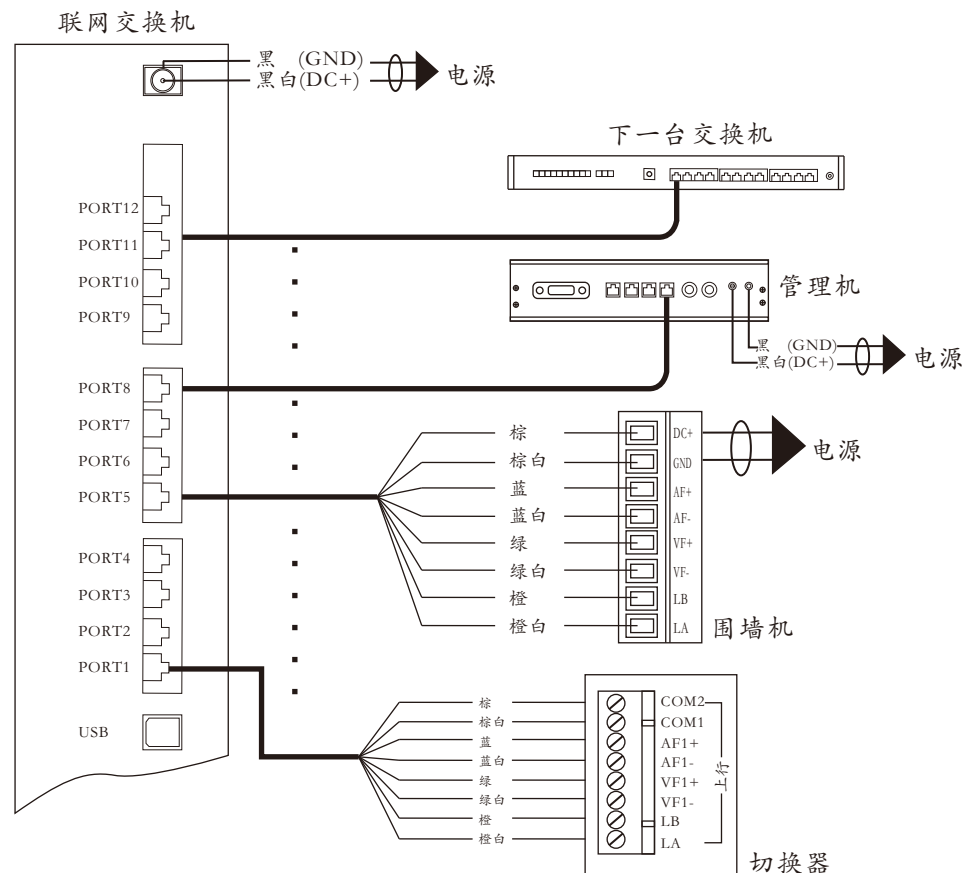 联网交换机
黑 (GND)
黑白(DC+)
电源
下一台交换机
PORT12
PORT11
PORT10
PORT9
管理机
黑 (GND)
黑白(DC+)
电源
PORT8
PORT7
PORT6
PORT5
棕
棕白
蓝
蓝白
绿
绿白
橙
橙白
DC+
GND
AF+
AF-
VF+
VF-
LB
LA
电源
围墙机
PORT4
PORT3
PORT2
PORT1
USB
棕
棕白
蓝
蓝白
绿
绿白
橙
橙白
COM2
COM1
AF1+
AF1-
VF1+
VF1-
LB
LA
上行
切换器